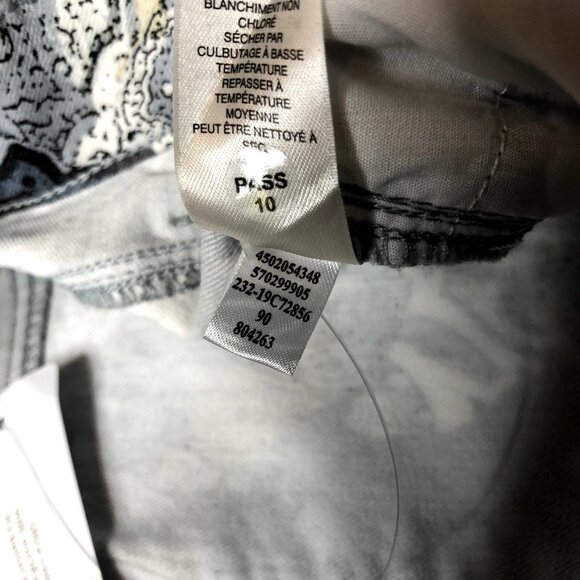 BLANCHIMENT NON
CHLORÉ
SÉCHER PAR
CULBUTAGE À BASSE
TEMPÉRATURE
REPASSER À
TEMPÉRATURE
MOYENNE
PEUT ÊTRE NETTOYÉ À
SEC
PASS
10
4502054348
570299905
232-19C72856
90
804263